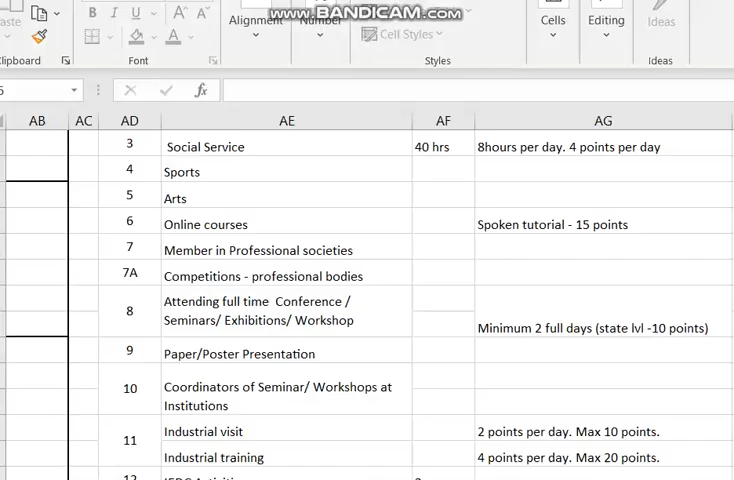 www.BANDICAM.com
Paste
Clipboard
B I U
A A
Font
Alignment
Number
Cell Styles
Styles
Cells
Editing
Ideas
Ideas
fx
AB AC AD AE AF AG
3 Social Service 40 hrs 8hours per day. 4 points per day
4 Sports
5 Arts
6 Online courses Spoken tutorial - 15 points
7 Member in Professional societies
7A Competitions - professional bodies
8 Attending full time Conference /
Seminars/ Exhibitions/ Workshop
Minimum 2 full days (state lvl -10 points)
9 Paper/Poster Presentation
10 Coordinators of Seminar/ Workshops at
Institutions
11 Industrial visit 2 points per day. Max 10 points.
Industrial training 4 points per day. Max 20 points.
12